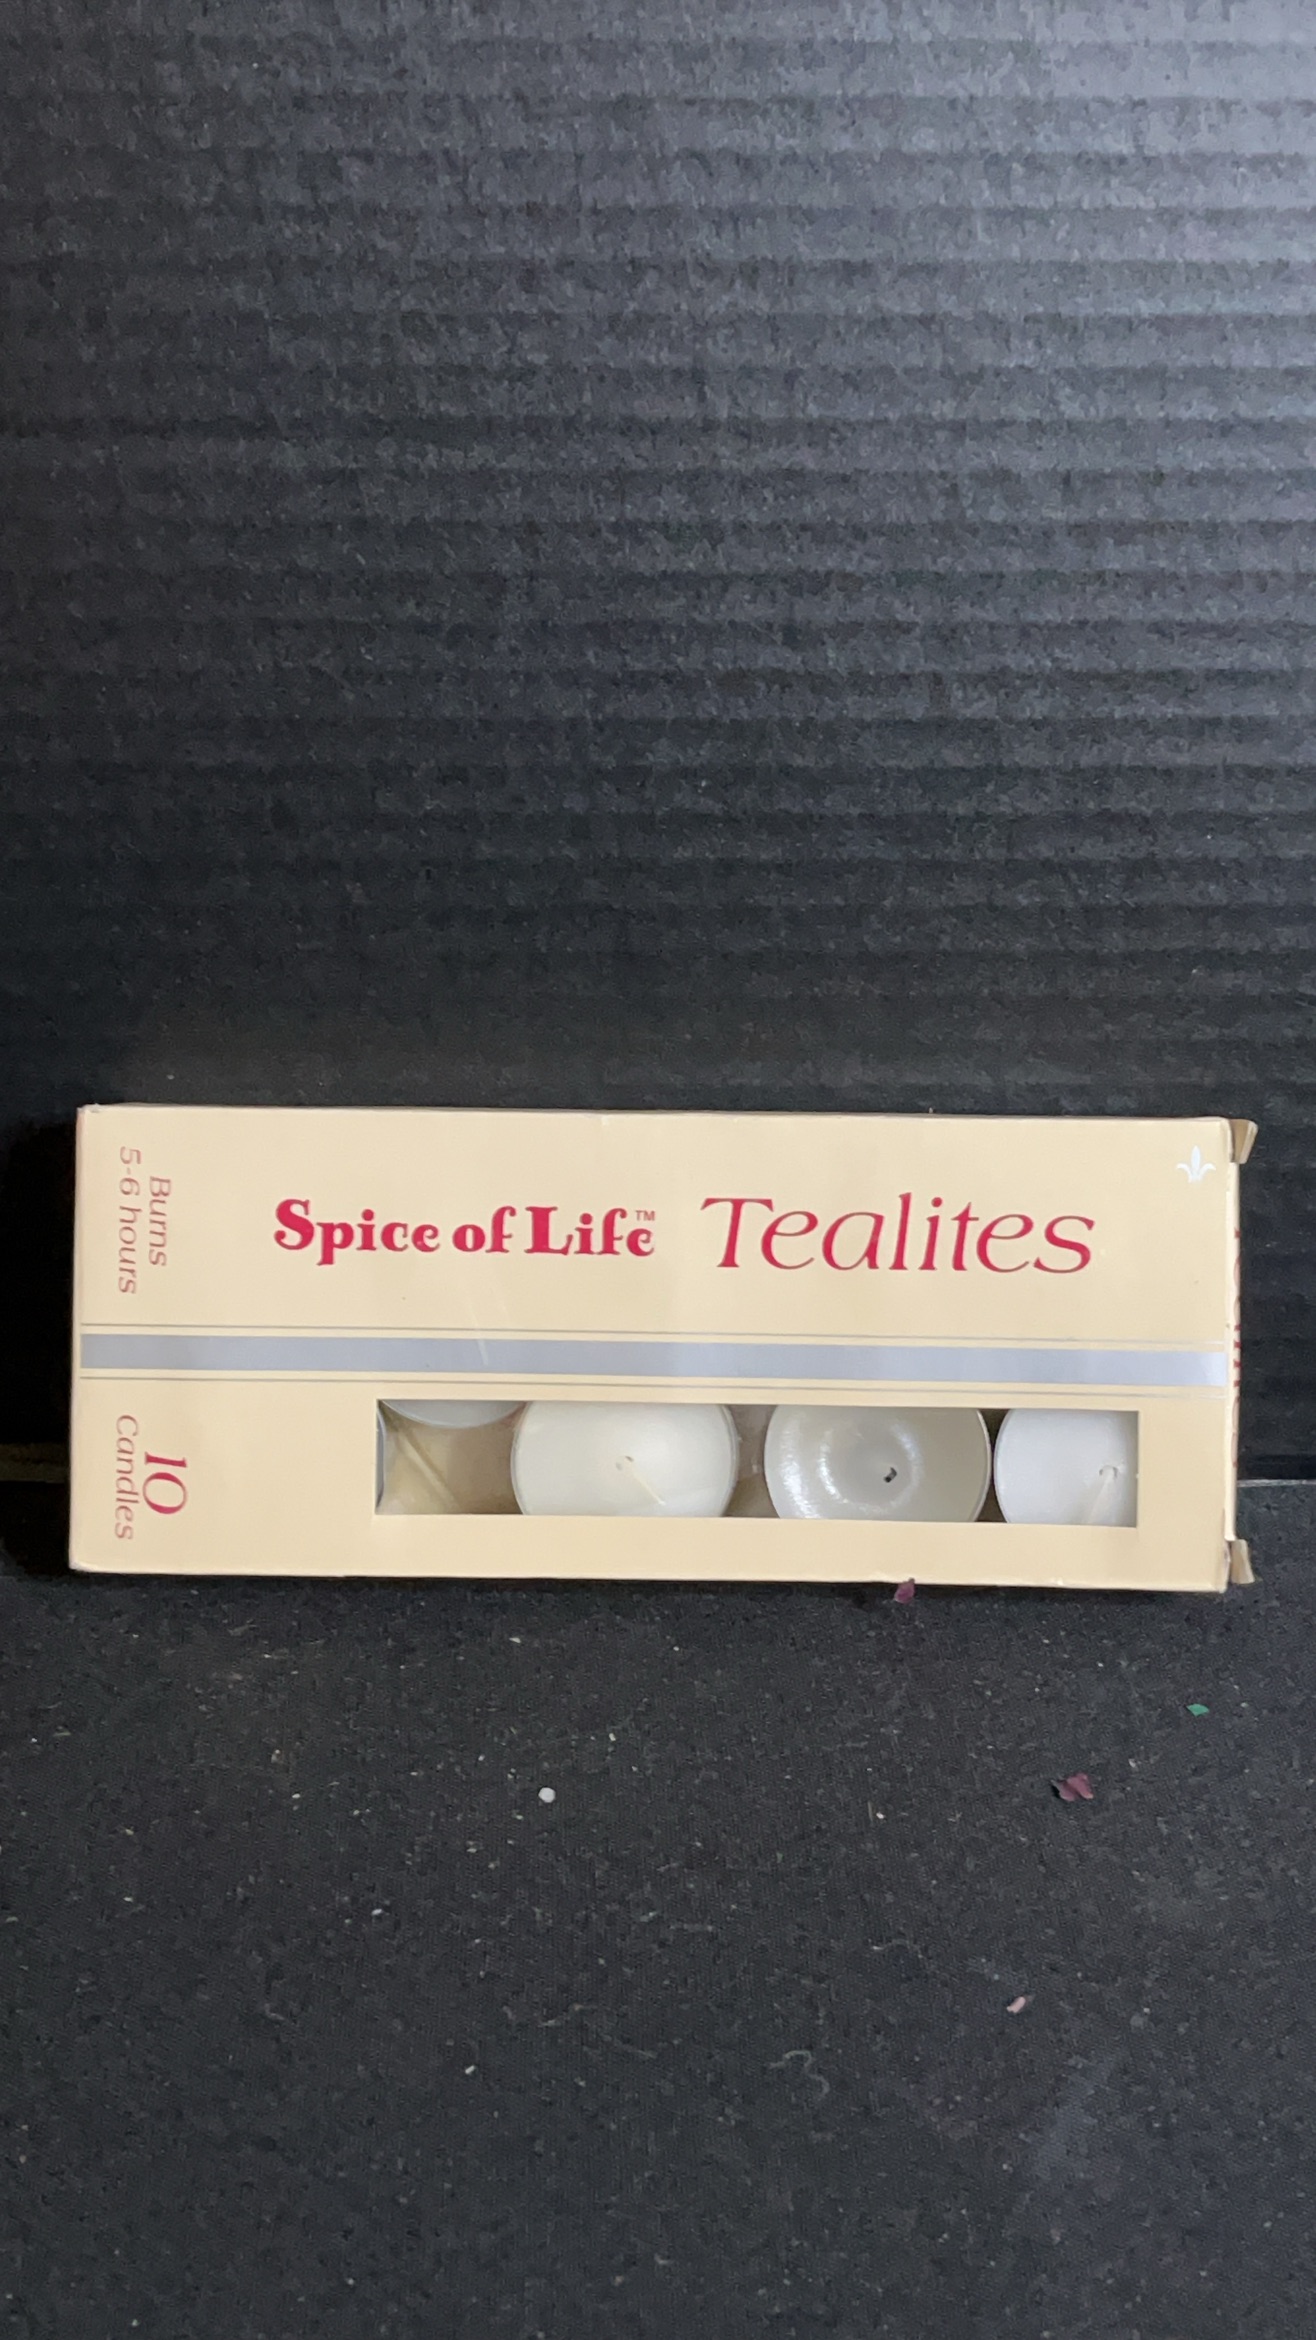 Spice of Life™ Tealites
Burns
5-6 hours
10
Candles